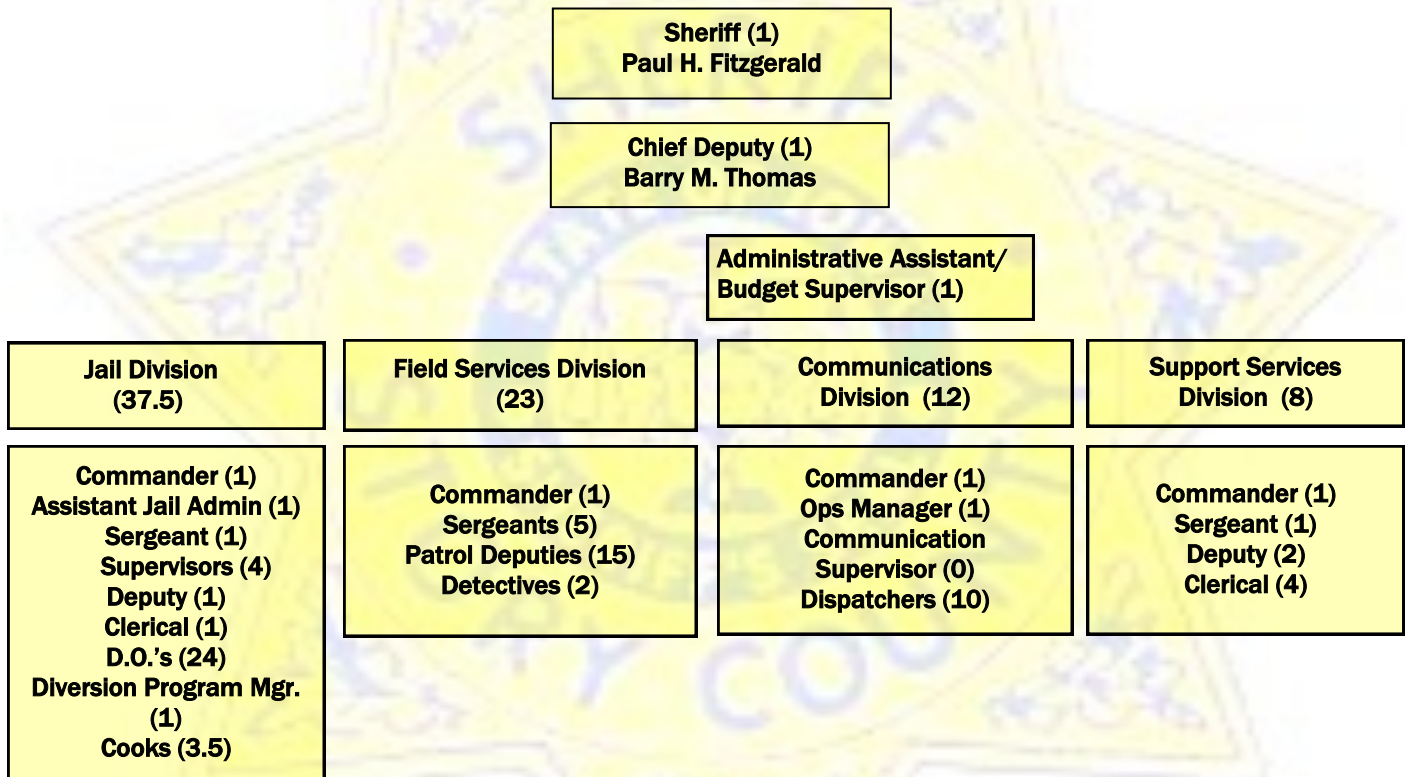 Sheriff (1)
Paul H. Fitzgerald
Chief Deputy (1)
Barry M. Thomas
Administrative Assistant/
Budget Supervisor (1)
Jail Division
(37.5)
Field Services Division
(23)
Communications
Division (12)
Support Services
Division (8)
Commander (1)
Assistant Jail Admin (1)
Sergeant (1)
Supervisors (4)
Deputy (1)
Clerical (1)
D.O.'s (24)
Diversion Program Mgr.
(1)
Cooks (3.5)
Commander (1)
Sergeants (5)
Patrol Deputies (15)
Detectives (2)
Commander (1)
Ops Manager (1)
Communication
Supervisor (0)
Dispatchers (10)
Commander (1)
Sergeant (1)
Deputy (2)
Clerical (4)
SHERIFF